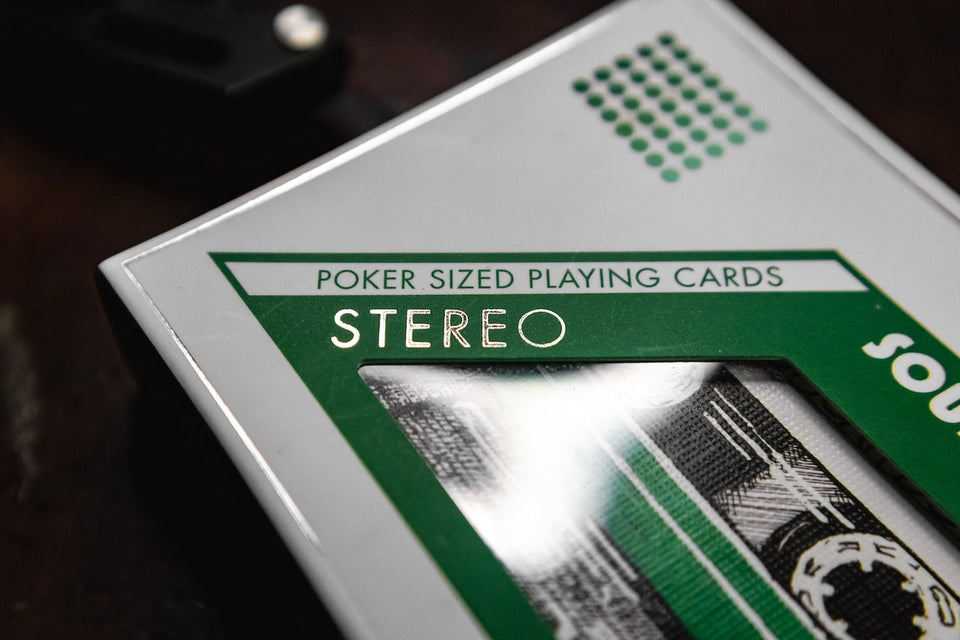 POKER SIZED PLAYING CARDS
STEREO